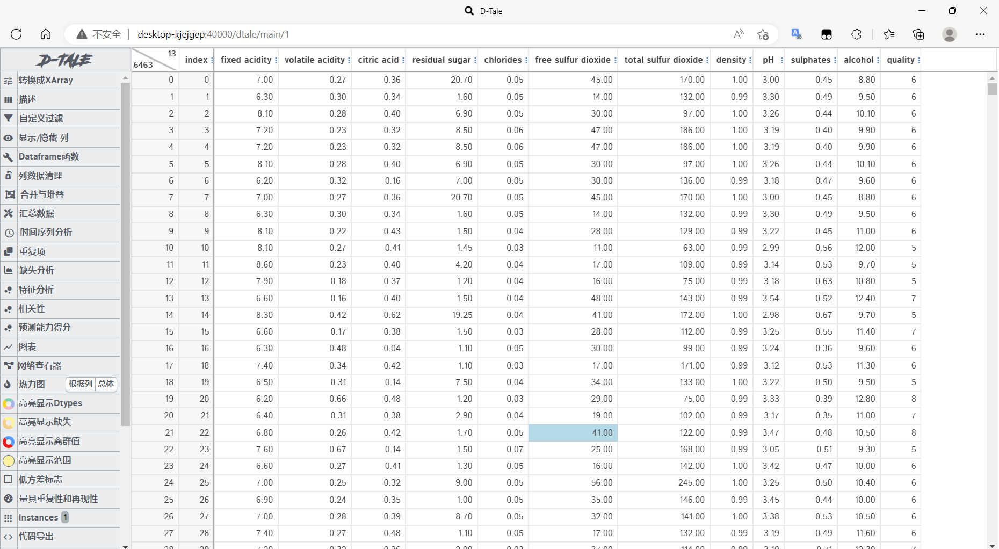 D-Tale
不安全 desktop-kjejgep:40000/dtale/main/1
D-TALE
转换成XArray
描述
自定义过滤
显示/隐藏 列
Dataframe函数
列数据清理
合并与堆叠
汇总数据
时间序列分析
重复项
缺失分析
特征分析
相关性
预测能力得分
图表
网络查看器
热力图 根据列 总体
高亮显示Dtypes
高亮显示缺失
高亮显示离群值
高亮显示范围
低方差标志
量具重复性和再现性
Instances 1
代码导出
13
6463
index fixed acidity volatile acidity citric acid residual sugar chlorides free sulfur dioxide total sulfur dioxide density pH sulphates alcohol quality
0 0 7.00 0.27 0.36 20.70 0.05 45.00 170.00 1.00 3.00 0.45 8.80 6
1 1 6.30 0.30 0.34 1.60 0.05 14.00 132.00 0.99 3.30 0.49 9.50 6
2 2 8.10 0.28 0.40 6.90 0.05 30.00 97.00 1.00 3.26 0.44 10.10 6
3 3 7.20 0.23 0.32 8.50 0.06 47.00 186.00 1.00 3.19 0.40 9.90 6
4 4 7.20 0.23 0.32 8.50 0.06 47.00 186.00 1.00 3.19 0.40 9.90 6
5 5 8.10 0.28 0.40 6.90 0.05 30.00 97.00 1.00 3.26 0.44 10.10 6
6 6 6.20 0.32 0.16 7.00 0.05 30.00 136.00 0.99 3.18 0.47 9.60 6
7 7 7.00 0.27 0.36 20.70 0.05 45.00 170.00 1.00 3.00 0.45 8.80 6
8 8 6.30 0.30 0.34 1.60 0.05 14.00 132.00 0.99 3.30 0.49 9.50 6
9 9 8.10 0.22 0.43 1.50 0.04 28.00 129.00 0.99 3.22 0.45 11.00 6
10 10 8.10 0.27 0.41 1.45 0.03 11.00 63.00 0.99 2.99 0.56 12.00 5
11 11 8.60 0.23 0.40 4.20 0.04 17.00 109.00 0.99 3.14 0.53 9.70 5
12 12 7.90 0.18 0.37 1.20 0.04 16.00 75.00 0.99 3.18 0.63 10.80 5
13 13 6.60 0.16 0.40 1.50 0.04 48.00 143.00 0.99 3.54 0.52 12.40 7
14 14 8.30 0.42 0.62 19.25 0.04 41.00 172.00 1.00 2.98 0.67 9.70 5
15 15 6.60 0.17 0.38 1.50 0.03 28.00 112.00 0.99 3.25 0.55 11.40 7
16 16 6.30 0.48 0.04 1.10 0.05 30.00 99.00 0.99 3.24 0.36 9.60 6
17 18 7.40 0.34 0.42 1.10 0.03 17.00 171.00 0.99 3.12 0.53 11.30 6
18 19 6.50 0.31 0.14 7.50 0.04 34.00 133.00 1.00 3.22 0.50 9.50 5
19 20 6.20 0.66 0.48 1.20 0.03 29.00 75.00 0.99 3.33 0.39 12.80 8
20 21 6.40 0.31 0.38 2.90 0.04 19.00 102.00 0.99 3.17 0.35 11.00 7
21 22 6.80 0.26 0.42 1.70 0.05 41.00 122.00 0.99 3.47 0.48 10.50 8
22 23 7.60 0.67 0.14 1.50 0.07 25.00 168.00 0.99 3.05 0.51 9.30 5
23 24 6.60 0.27 0.41 1.30 0.05 16.00 142.00 1.00 3.42 0.47 10.00 6
24 25 7.00 0.25 0.32 9.00 0.05 56.00 245.00 1.00 3.25 0.50 10.40 6
25 26 6.90 0.24 0.35 1.00 0.05 35.00 146.00 0.99 3.45 0.44 10.00 6
26 27 7.00 0.28 0.39 8.70 0.05 32.00 141.00 1.00 3.38 0.53 10.50 6
27 28 7.40 0.27 0.48 1.10 0.05 17.00 132.00 0.99 3.19 0.49 11.60 6